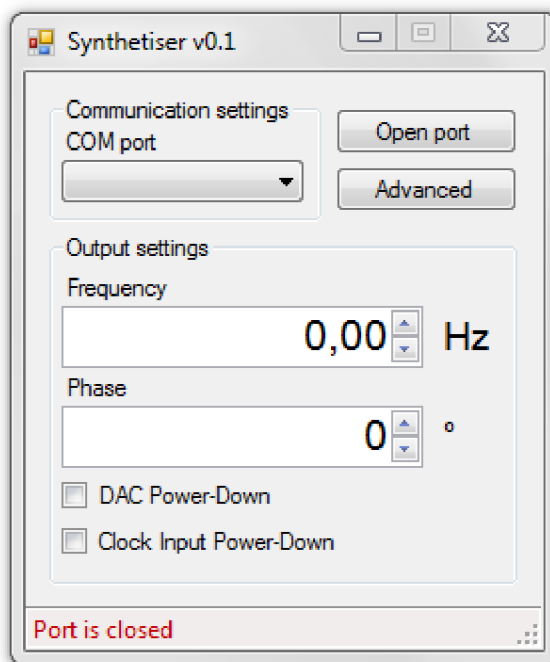 Synthetiser v0.1
Communication settings
COM port
Open port
Advanced
Output settings
Frequency
0,00 Hz
Phase
0 °
DAC Power-Down
Clock Input Power-Down
Port is closed